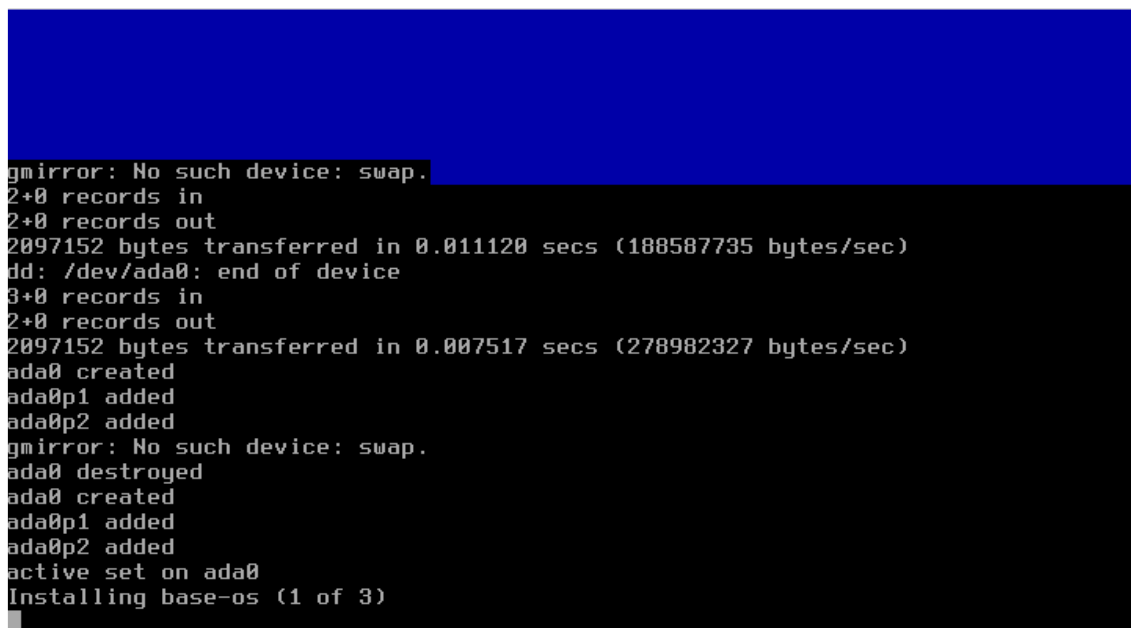 gmirror: No such device: swap.
2+0 records in
2+0 records out
2097152 bytes transferred in 0.011120 secs (188587735 bytes/sec)
dd: /dev/ada0: end of device
3+0 records in
2+0 records out
2097152 bytes transferred in 0.007517 secs (278982327 bytes/sec)
ada0 created
ada0p1 added
ada0p2 added
gmirror: No such device: swap.
ada0 destroyed
ada0 created
ada0p1 added
ada0p2 added
active set on ada0
Installing base-os (1 of 3)